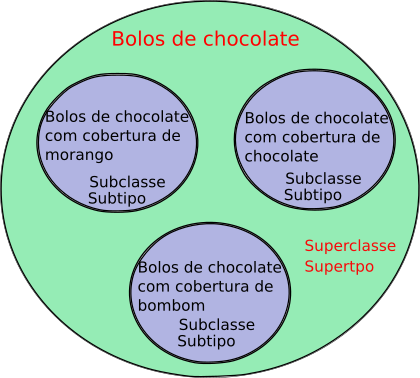 Bolos de chocolate
Bolos de chocolate
com cobertura de
morango
Subclasse
Subtipo
Bolos de chocolate
com cobertura de
chocolate
Subclasse
Subtipo
Superclasse
Supertpo
Bolos de chocolate
com cobertura de
bombom
Subclasse
Subtipo